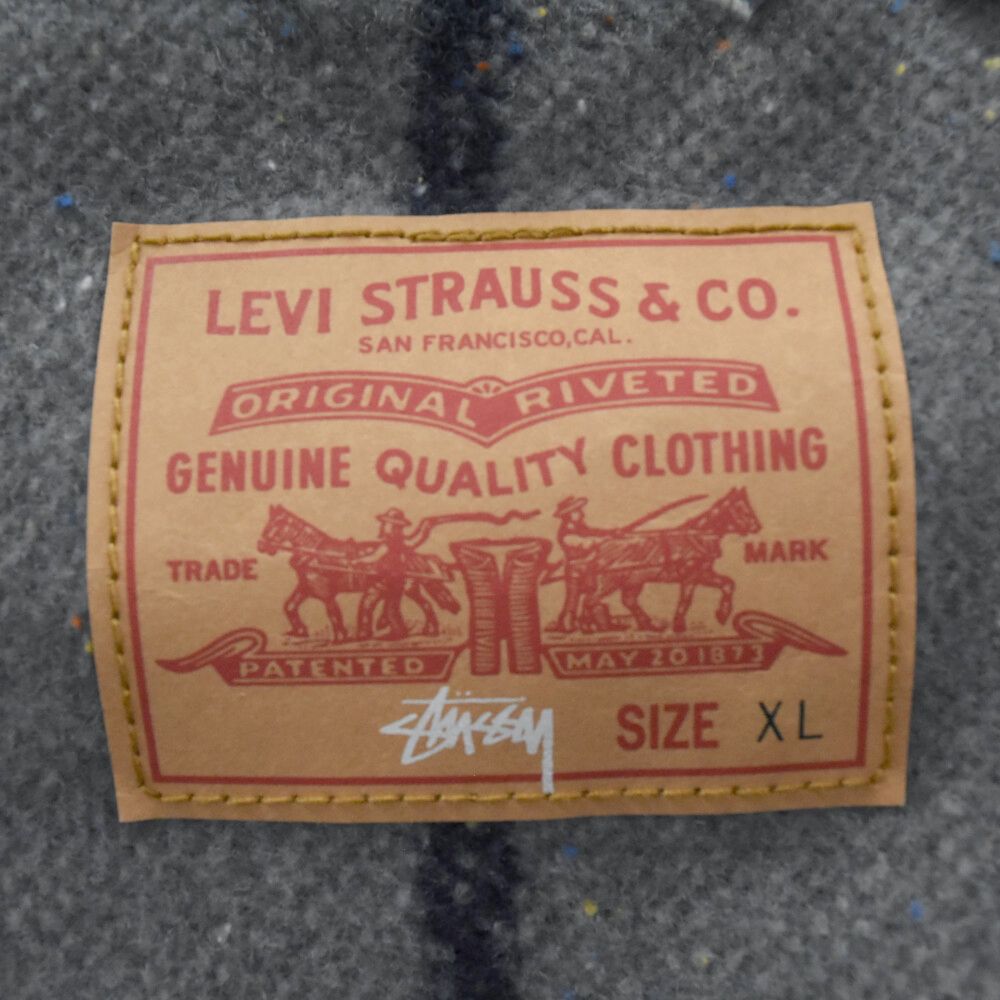 LEVI STRAUSS & CO.
SAN FRANCISCO, CAL.
ORIGINAL RIVETED
GENUINE QUALITY CLOTHING
TRADE MARK
PATENTED MAY 20 1873
STÜSSY SIZE XL